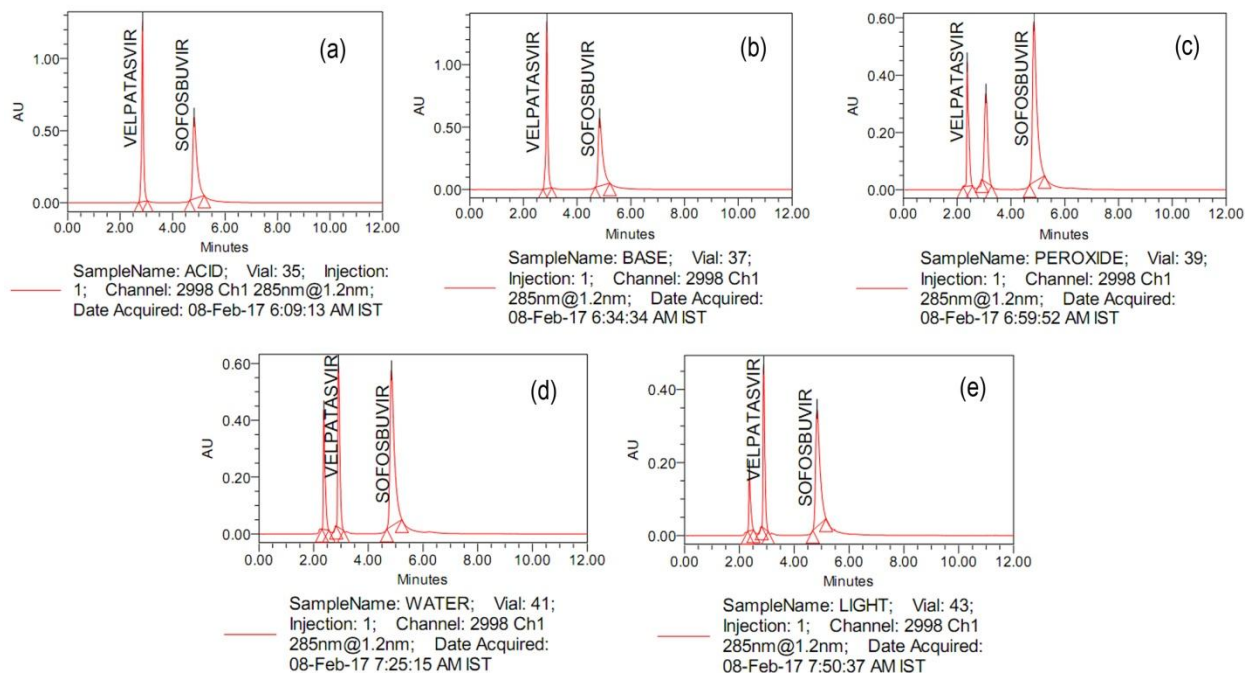 (a)
VELPATASVIR
SOFOSBUVIR
AU
1.00
0.50
0.00
0.00 2.00 4.00 6.00 8.00 10.00 12.00
Minutes
SampleName: ACID; Vial: 35; Injection:
1; Channel: 2998 Ch1 285nm@1.2nm;
Date Acquired: 08-Feb-17 6:09:13 AM IST
(b)
VELPATASVIR
SOFOSBUVIR
AU
1.00
0.50
0.00
0.00 2.00 4.00 6.00 8.00 10.00 12.00
Minutes
SampleName: BASE; Vial: 37;
Injection: 1; Channel: 2998 Ch1
285nm@1.2nm; Date Acquired:
08-Feb-17 6:34:34 AM IST
(c)
VELPATASVIR
SOFOSBUVIR
AU
0.60
0.40
0.20
0.00
0.00 2.00 4.00 6.00 8.00 10.00 12.00
Minutes
SampleName: PEROXIDE; Vial: 39;
Injection: 1; Channel: 2998 Ch1
285nm@1.2nm; Date Acquired:
08-Feb-17 6:59:52 AM IST
(d)
VELPATASVIR
SOFOSBUVIR
AU
0.60
0.40
0.20
0.00
0.00 2.00 4.00 6.00 8.00 10.00 12.00
Minutes
SampleName: WATER; Vial: 41;
Injection: 1; Channel: 2998 Ch1
285nm@1.2nm; Date Acquired:
08-Feb-17 7:25:15 AM IST
(e)
VELPATASVIR
SOFOSBUVIR
AU
0.40
0.20
0.00
0.00 2.00 4.00 6.00 8.00 10.00 12.00
Minutes
SampleName: LIGHT; Vial: 43;
Injection: 1; Channel: 2998 Ch1
285nm@1.2nm; Date Acquired:
08-Feb-17 7:50:37 AM IST